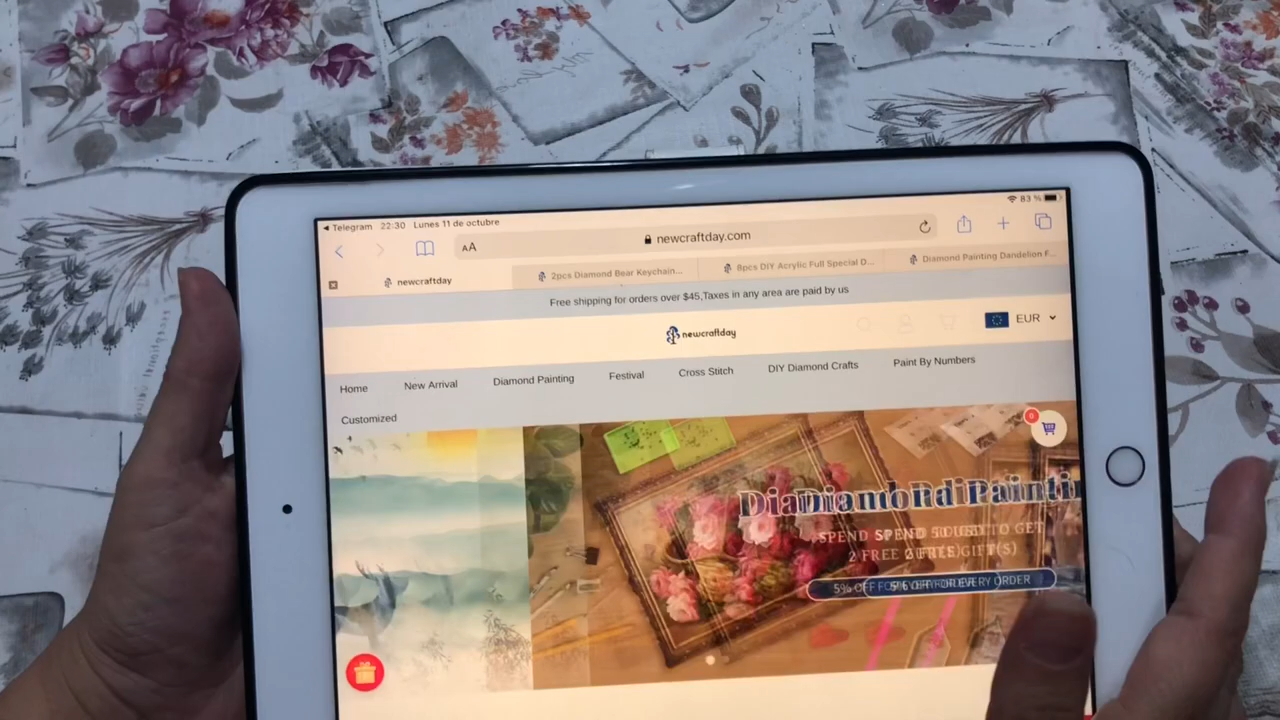 ◀ Telegram 22:30 Lunes 11 de octubre 83 %
AA newcraftday.com
newcraftday 2pcs Diamond Bear Keychain... 8pcs DIY Acrylic Full Special D... Diamond Painting Dandelion F...
Free shipping for orders over $45,Taxes in any area are paid by us
newcraftday EUR
Home New Arrival Diamond Painting Festival Cross Stitch DIY Diamond Crafts Paint By Numbers
Customized
0
Diamond Paintin
SPEND TO GET
2 FREE GIFT(S)
5% OFF FOR EVERY ORDER